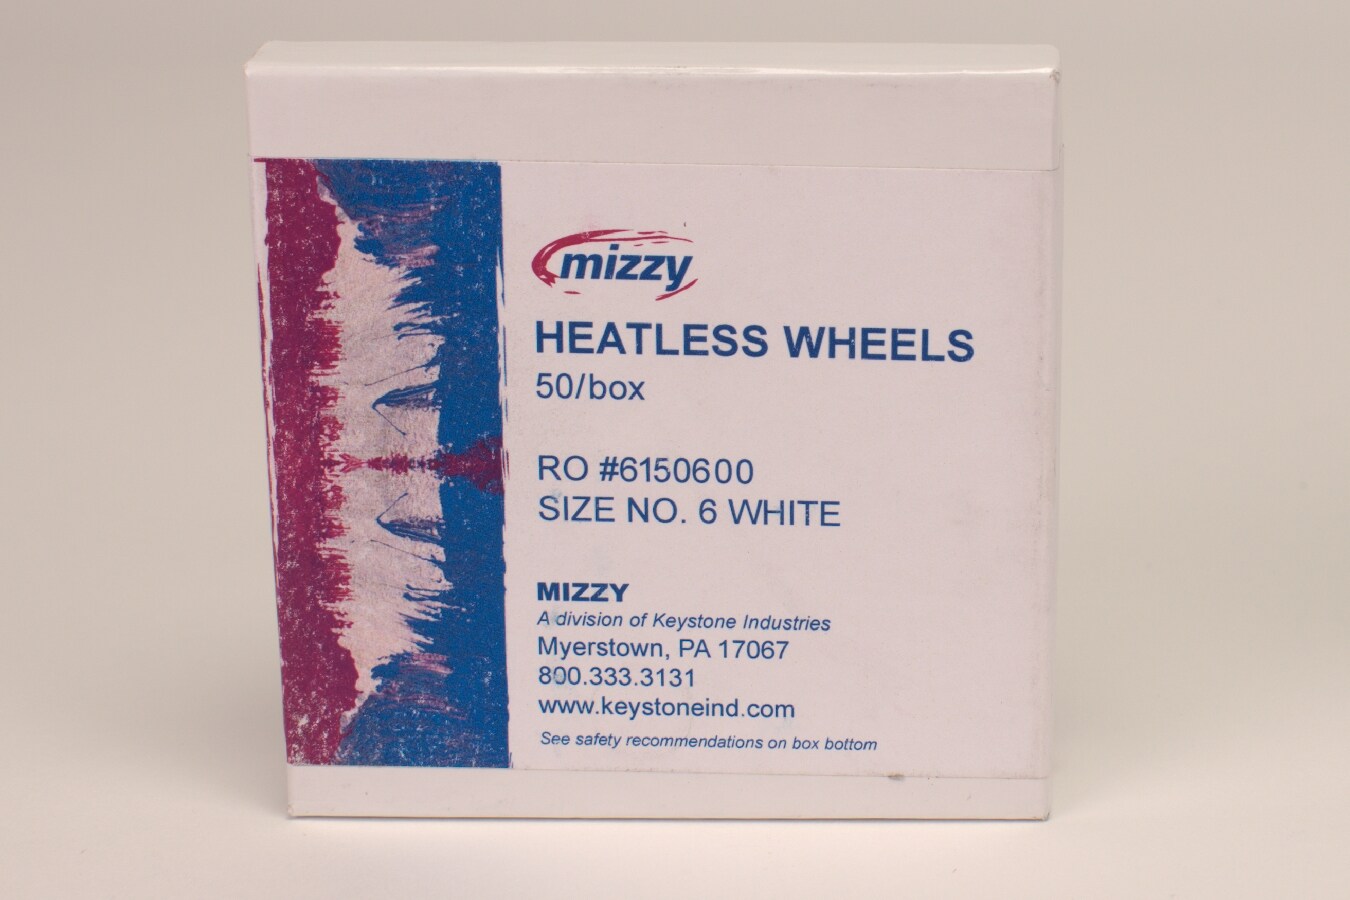 mizzy
HEATLESS WHEELS
50/box
RO #6150600
SIZE NO. 6 WHITE
MIZZY
A division of Keystone Industries
Myerstown, PA 17067
800.333.3131
www.keystoneind.com
See safety recommendations on box bottom